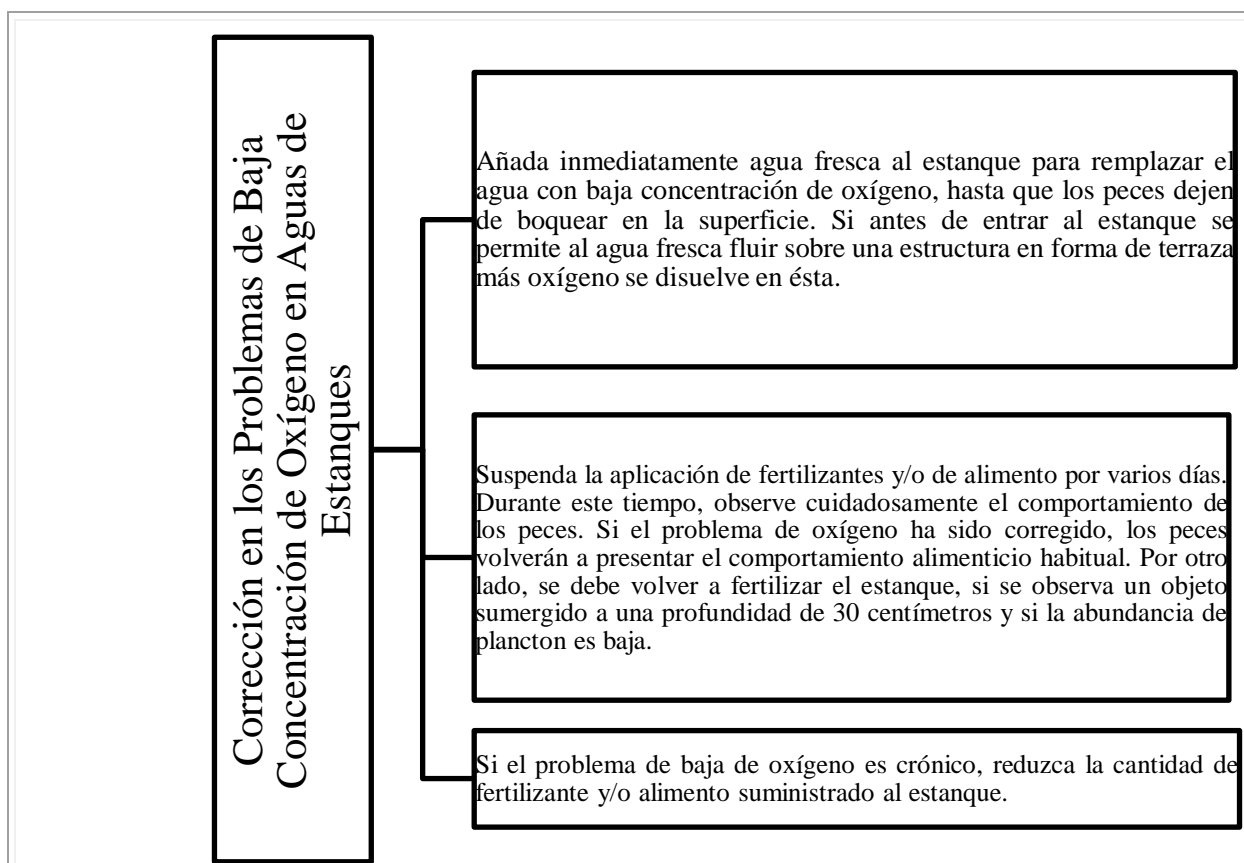 Corrección en los Problemas de Baja
Concentración de Oxígeno en Aguas de
Estanques
Añada inmediatamente agua fresca al estanque para remplazar el
agua con baja concentración de oxígeno, hasta que los peces dejen
de boquear en la superficie. Si antes de entrar al estanque se
permite al agua fresca fluir sobre una estructura en forma de terraza
más oxígeno se disuelve en ésta.
Suspenda la aplicación de fertilizantes y/o de alimento por varios días.
Durante este tiempo, observe cuidadosamente el comportamiento de
los peces. Si el problema de oxígeno ha sido corregido, los peces
volverán a presentar el comportamiento alimenticio habitual. Por otro
lado, se debe volver a fertilizar el estanque, si se observa un objeto
sumergido a una profundidad de 30 centímetros y si la abundancia de
plancton es baja.
Si el problema de baja de oxígeno es crónico, reduzca la cantidad de
fertilizante y/o alimento suministrado al estanque.